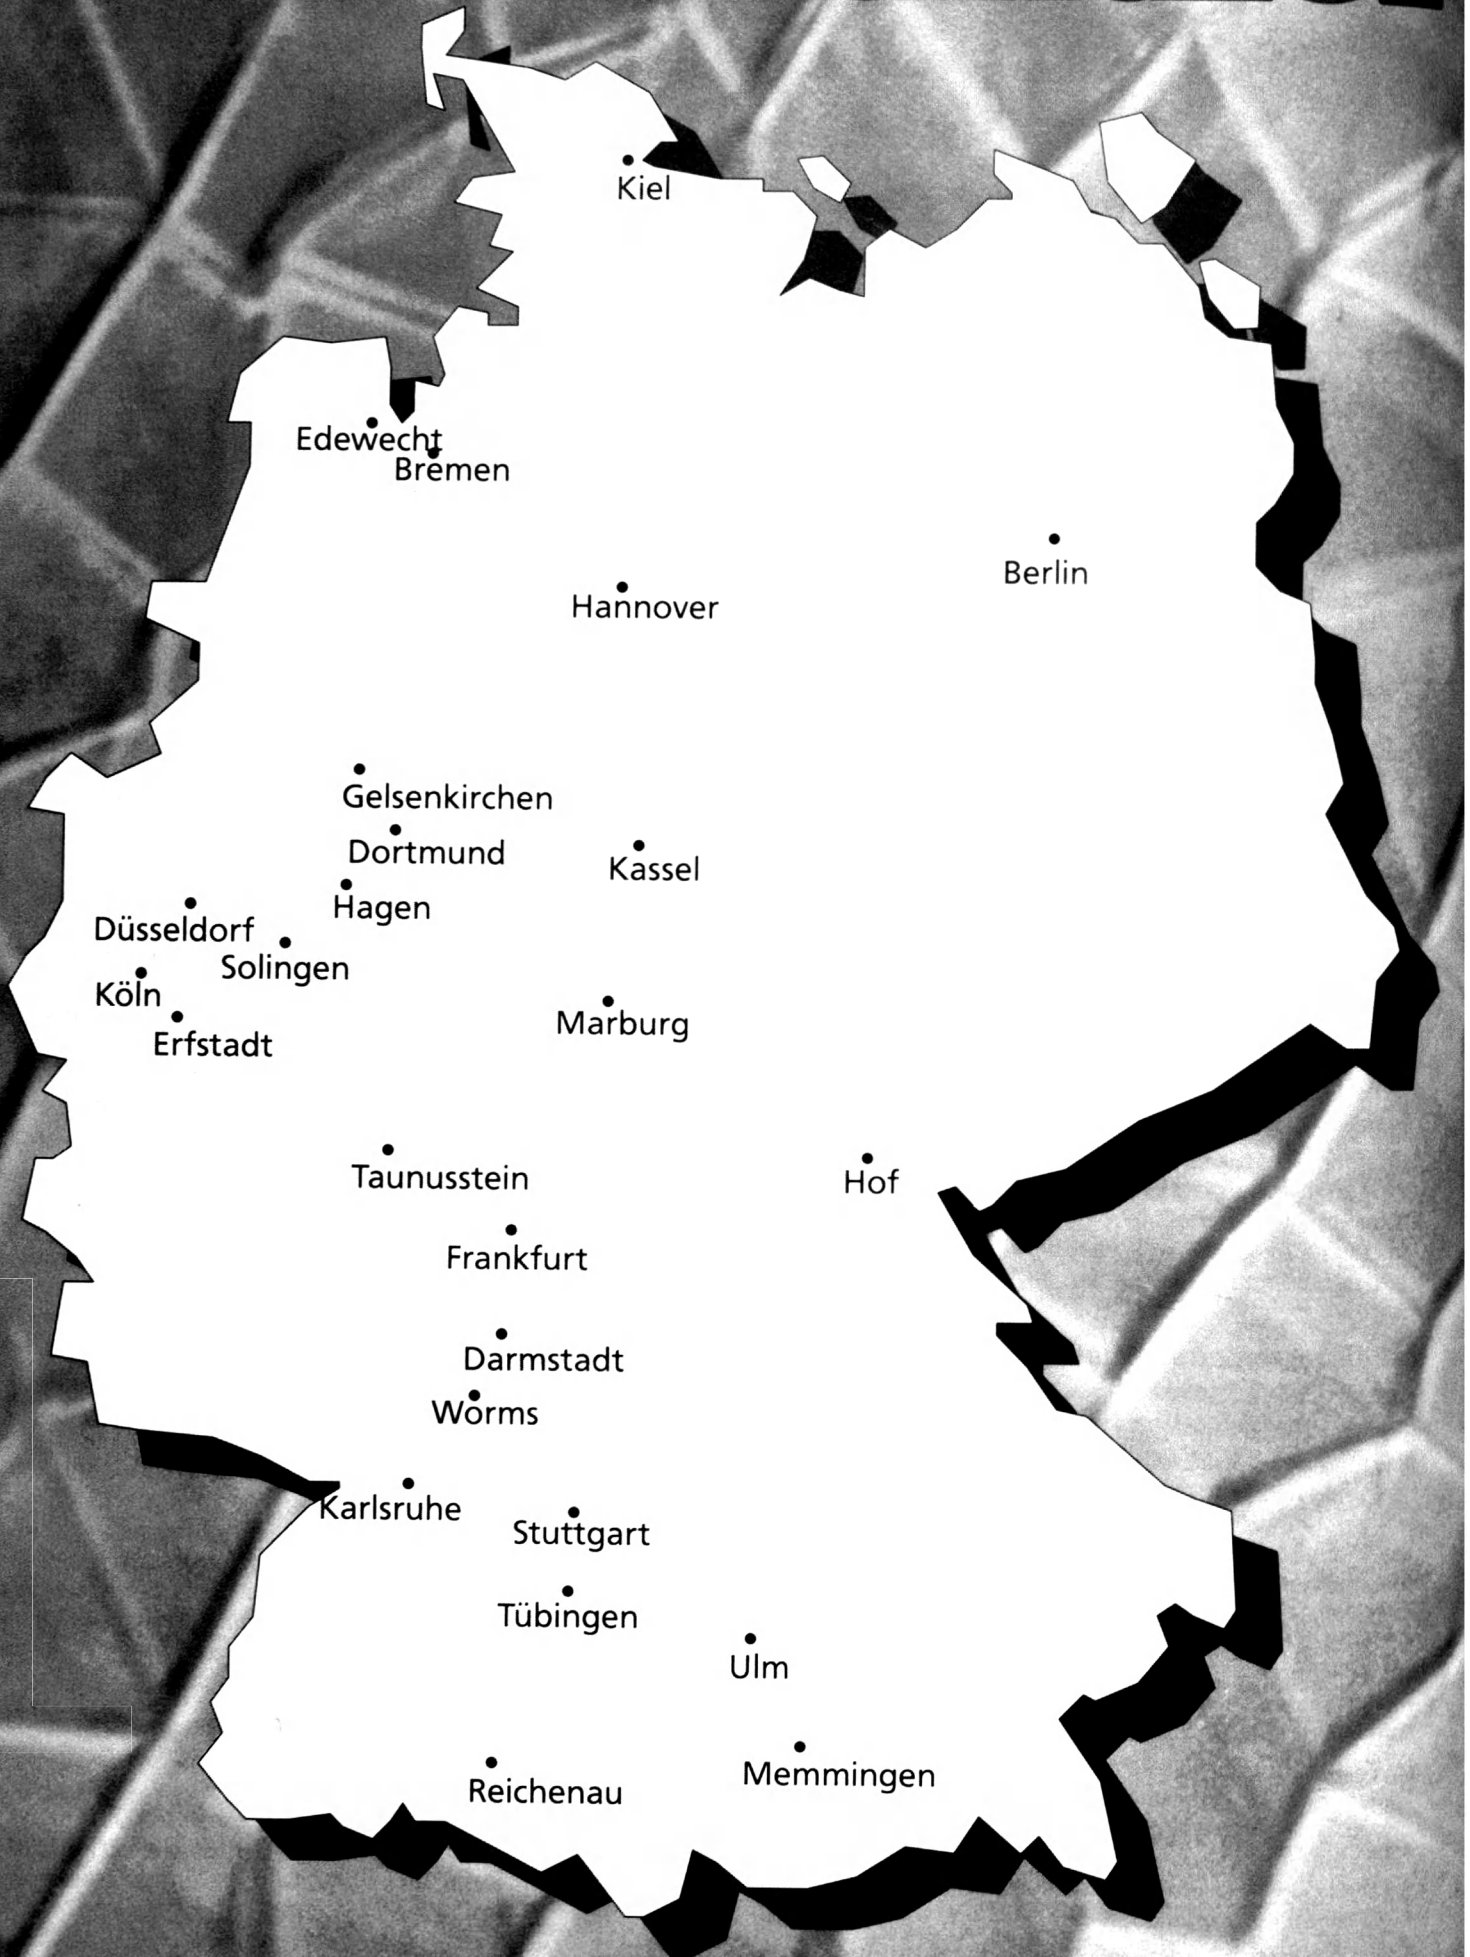 Kiel
Edewecht
Bremen
Berlin
Hannover
Gelsenkirchen
Dortmund
Kassel
Hagen
Düsseldorf
Solingen
Köln
Marburg
Erfstadt
Taunusstein
Hof
Frankfurt
Darmstadt
Worms
Karlsruhe
Stuttgart
Tübingen
Ulm
Memmingen
Reichenau